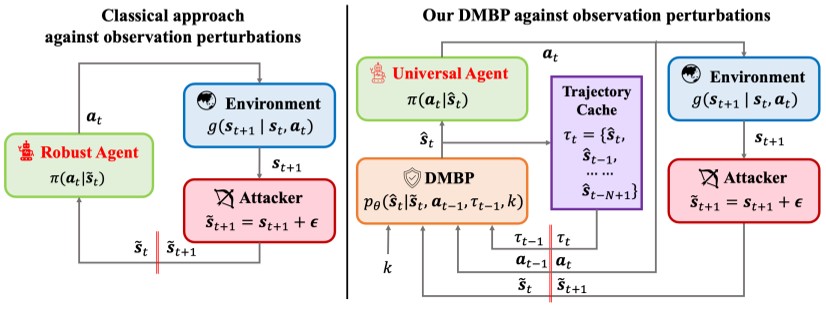 Classical approach
against observation perturbations
a_t
Environment
g(s_{t+1} | s_t, a_t)
Robust Agent
π(a_t|s̃_t)
s_{t+1}
Attacker
s̃_{t+1} = s_{t+1} + ϵ
s̃_t s̃_{t+1}
Our DMBP against observation perturbations
a_t
Universal Agent
π(a_t|ŝ_t)
Trajectory
Cache
τ_t = {ŝ_t,
ŝ_{t−1},
… …
ŝ_{t−N+1}}
Environment
g(s_{t+1} | s_t, a_t)
ŝ_t
s_{t+1}
DMBP
p_θ(ŝ_t|s̃_t, a_{t−1}, τ_{t−1}, k)
Attacker
s̃_{t+1} = s_{t+1} + ϵ
τ_{t−1} τ_t
a_{t−1} a_t
k
s̃_t s̃_{t+1}